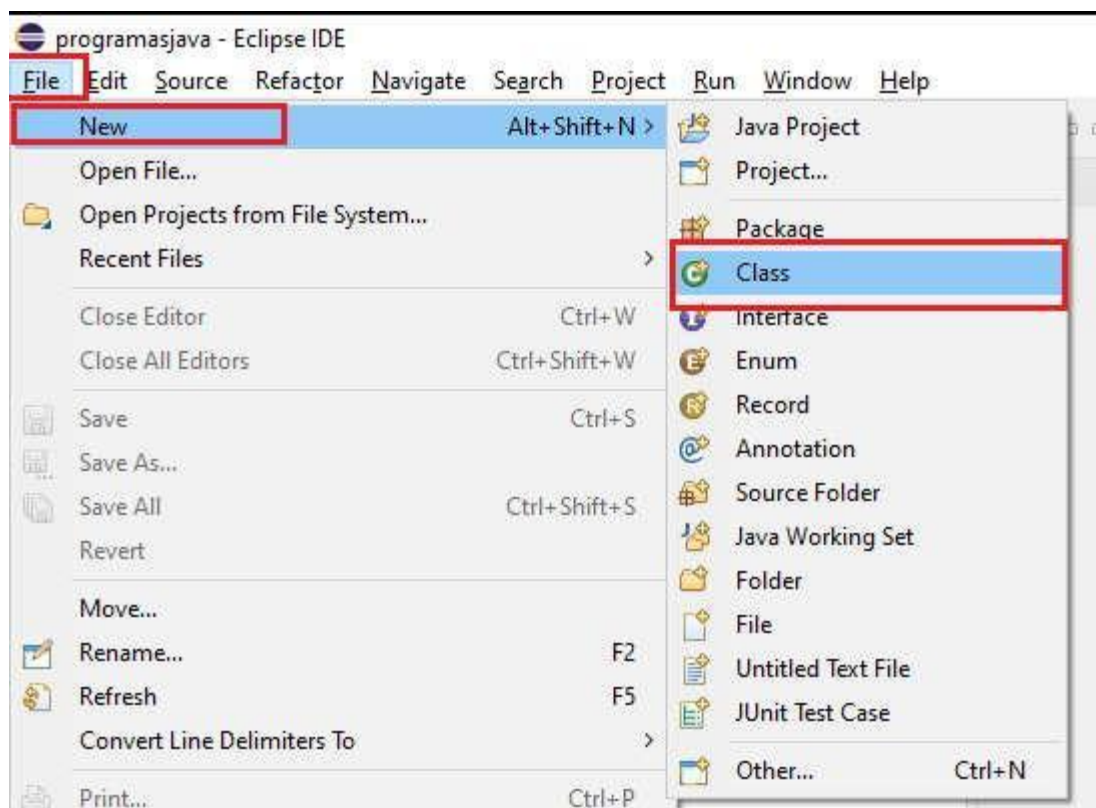 programasjava - Eclipse IDE
File Edit Source Refactor Navigate Search Project Run Window Help
New Alt+Shift+N >
Open File...
Open Projects from File System...
Recent Files >
Close Editor Ctrl+W
Close All Editors Ctrl+Shift+W
Save Ctrl+S
Save As...
Save All Ctrl+Shift+S
Revert
Move...
Rename... F2
Refresh F5
Convert Line Delimiters To >
Print... Ctrl+P
Java Project
Project...
Package
Class
Interface
Enum
Record
Annotation
Source Folder
Java Working Set
Folder
File
Untitled Text File
JUnit Test Case
Other... Ctrl+N